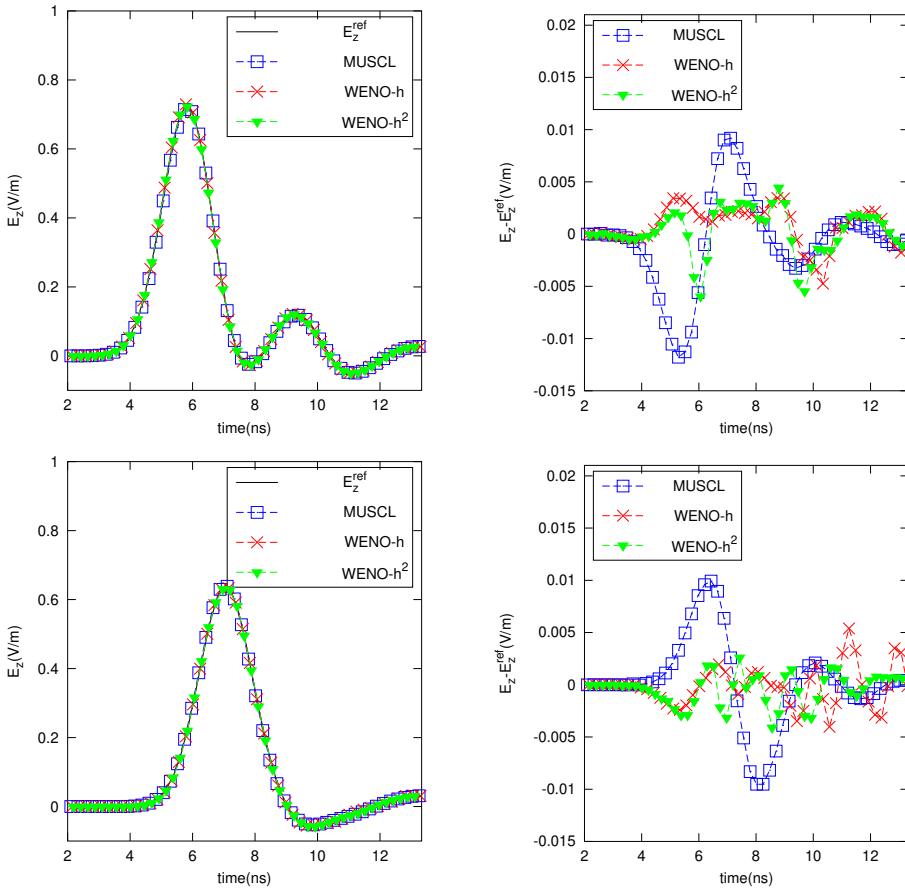 E_z^ref
MUSCL
WENO-h
WENO-h²
1
0.8
0.6
0.4
0.2
0
2 4 6 8 10 12
E_z(V/m)
time(ns)
MUSCL
WENO-h
WENO-h²
0.02
0.015
0.01
0.005
0
-0.005
-0.01
-0.015
2 4 6 8 10 12
E_z-E_z^ref(V/m)
time(ns)
E_z^ref
MUSCL
WENO-h
WENO-h²
1
0.8
0.6
0.4
0.2
0
2 4 6 8 10 12
E_z(V/m)
time(ns)
MUSCL
WENO-h
WENO-h²
0.02
0.015
0.01
0.005
0
-0.005
-0.01
-0.015
2 4 6 8 10 12
E_z-E_z^ref(V/m)
time(ns)